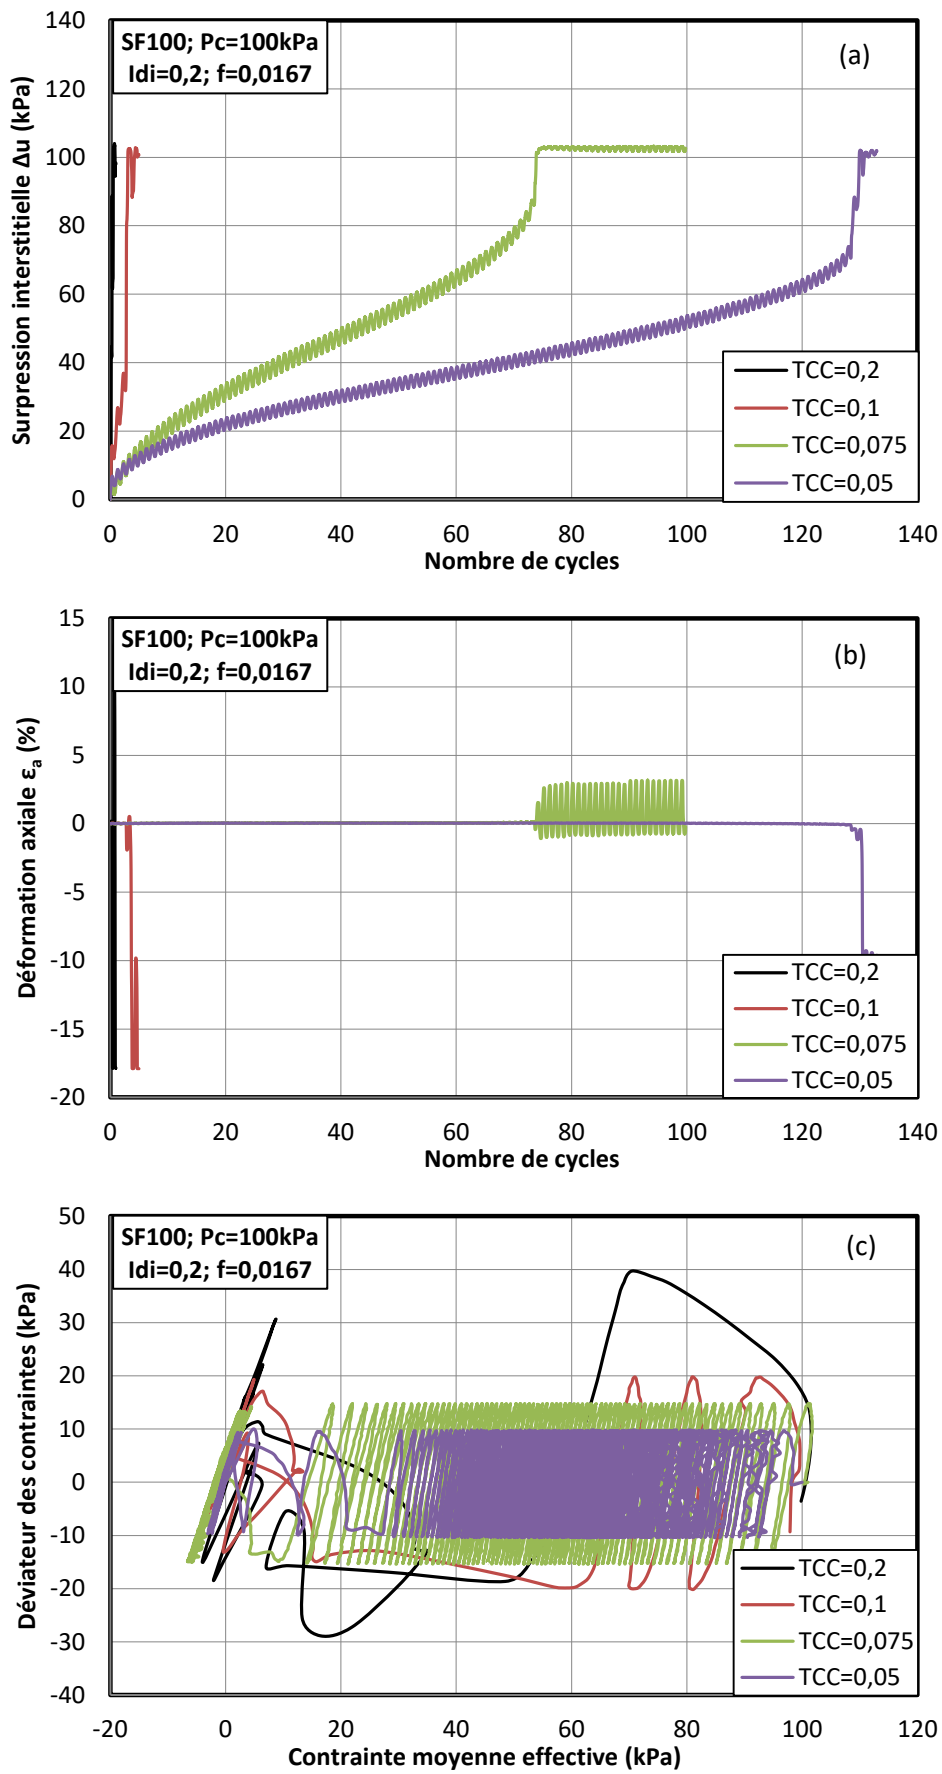 140
120
100
80
60
40
20
0
Surpression interstitielle Δu (kPa)
SF100; Pc=100kPa
Idi=0,2; f=0,0167
(a)
TCC=0,2
TCC=0,1
TCC=0,075
TCC=0,05
0 20 40 60 80 100 120 140
Nombre de cycles
15
10
5
0
-5
-10
-15
-20
Déformation axiale ε_a (%)
SF100; Pc=100kPa
Idi=0,2; f=0,0167
(b)
TCC=0,2
TCC=0,1
TCC=0,075
TCC=0,05
0 20 40 60 80 100 120 140
Nombre de cycles
50
40
30
20
10
0
-10
-20
-30
-40
Déviateur des contraintes (kPa)
SF100; Pc=100kPa
Idi=0,2; f=0,0167
(c)
TCC=0,2
TCC=0,1
TCC=0,075
TCC=0,05
-20 0 20 40 60 80 100 120
Contrainte moyenne effective (kPa)